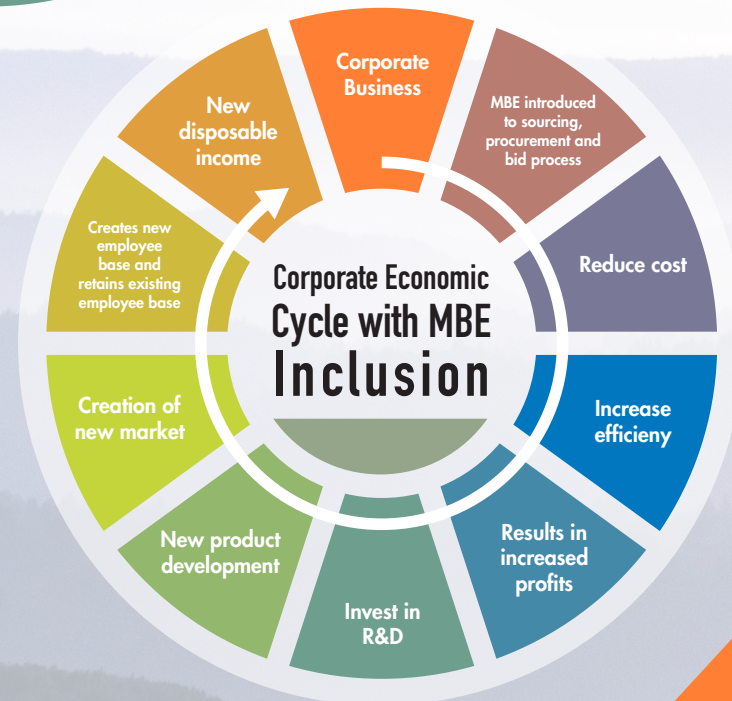 Corporate Economic
Cycle with MBE
Inclusion
Corporate
Business
MBE introduced
to sourcing,
procurement and
bid process
Reduce cost
Increase
efficieny
Results in
increased
profits
Invest in
R&D
New product
development
Creation of
new market
Creates new
employee
base and
retains existing
employee base
New
disposable
income